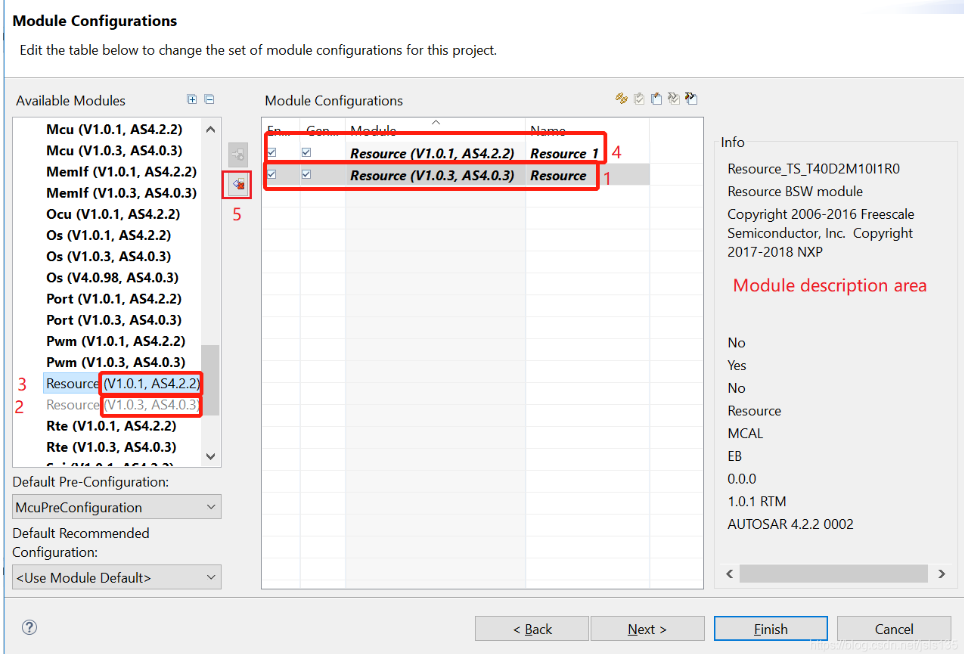 Module Configurations
Edit the table below to change the set of module configurations for this project.
Available Modules
Mcu (V1.0.1, AS4.2.2)
Mcu (V1.0.3, AS4.0.3)
MemIf (V1.0.1, AS4.2.2)
MemIf (V1.0.3, AS4.0.3)
Ocu (V1.0.1, AS4.2.2)
Os (V1.0.1, AS4.2.2)
Os (V1.0.3, AS4.0.3)
Os (V4.0.98, AS4.0.3)
Port (V1.0.1, AS4.2.2)
Port (V1.0.3, AS4.0.3)
Pwm (V1.0.1, AS4.2.2)
Pwm (V1.0.3, AS4.0.3)
3 Resource (V1.0.1, AS4.2.2)
2 Resource (V1.0.3, AS4.0.3)
Rte (V1.0.1, AS4.2.2)
Rte (V1.0.3, AS4.0.3)
Default Pre-Configuration:
McuPreConfiguration
Default Recommended
Configuration:
<Use Module Default>
5
Module Configurations
En... Gen... Module Name
Resource (V1.0.1, AS4.2.2) Resource 1 4
Resource (V1.0.3, AS4.0.3) Resource 1
Info
Resource_TS_T40D2M10I1R0
Resource BSW module
Copyright 2006-2016 Freescale
Semiconductor, Inc. Copyright
2017-2018 NXP
Module description area
No
Yes
No
Resource
MCAL
EB
0.0.0
1.0.1 RTM
AUTOSAR 4.2.2 0002
< Back
Next >
Finish
Cancel